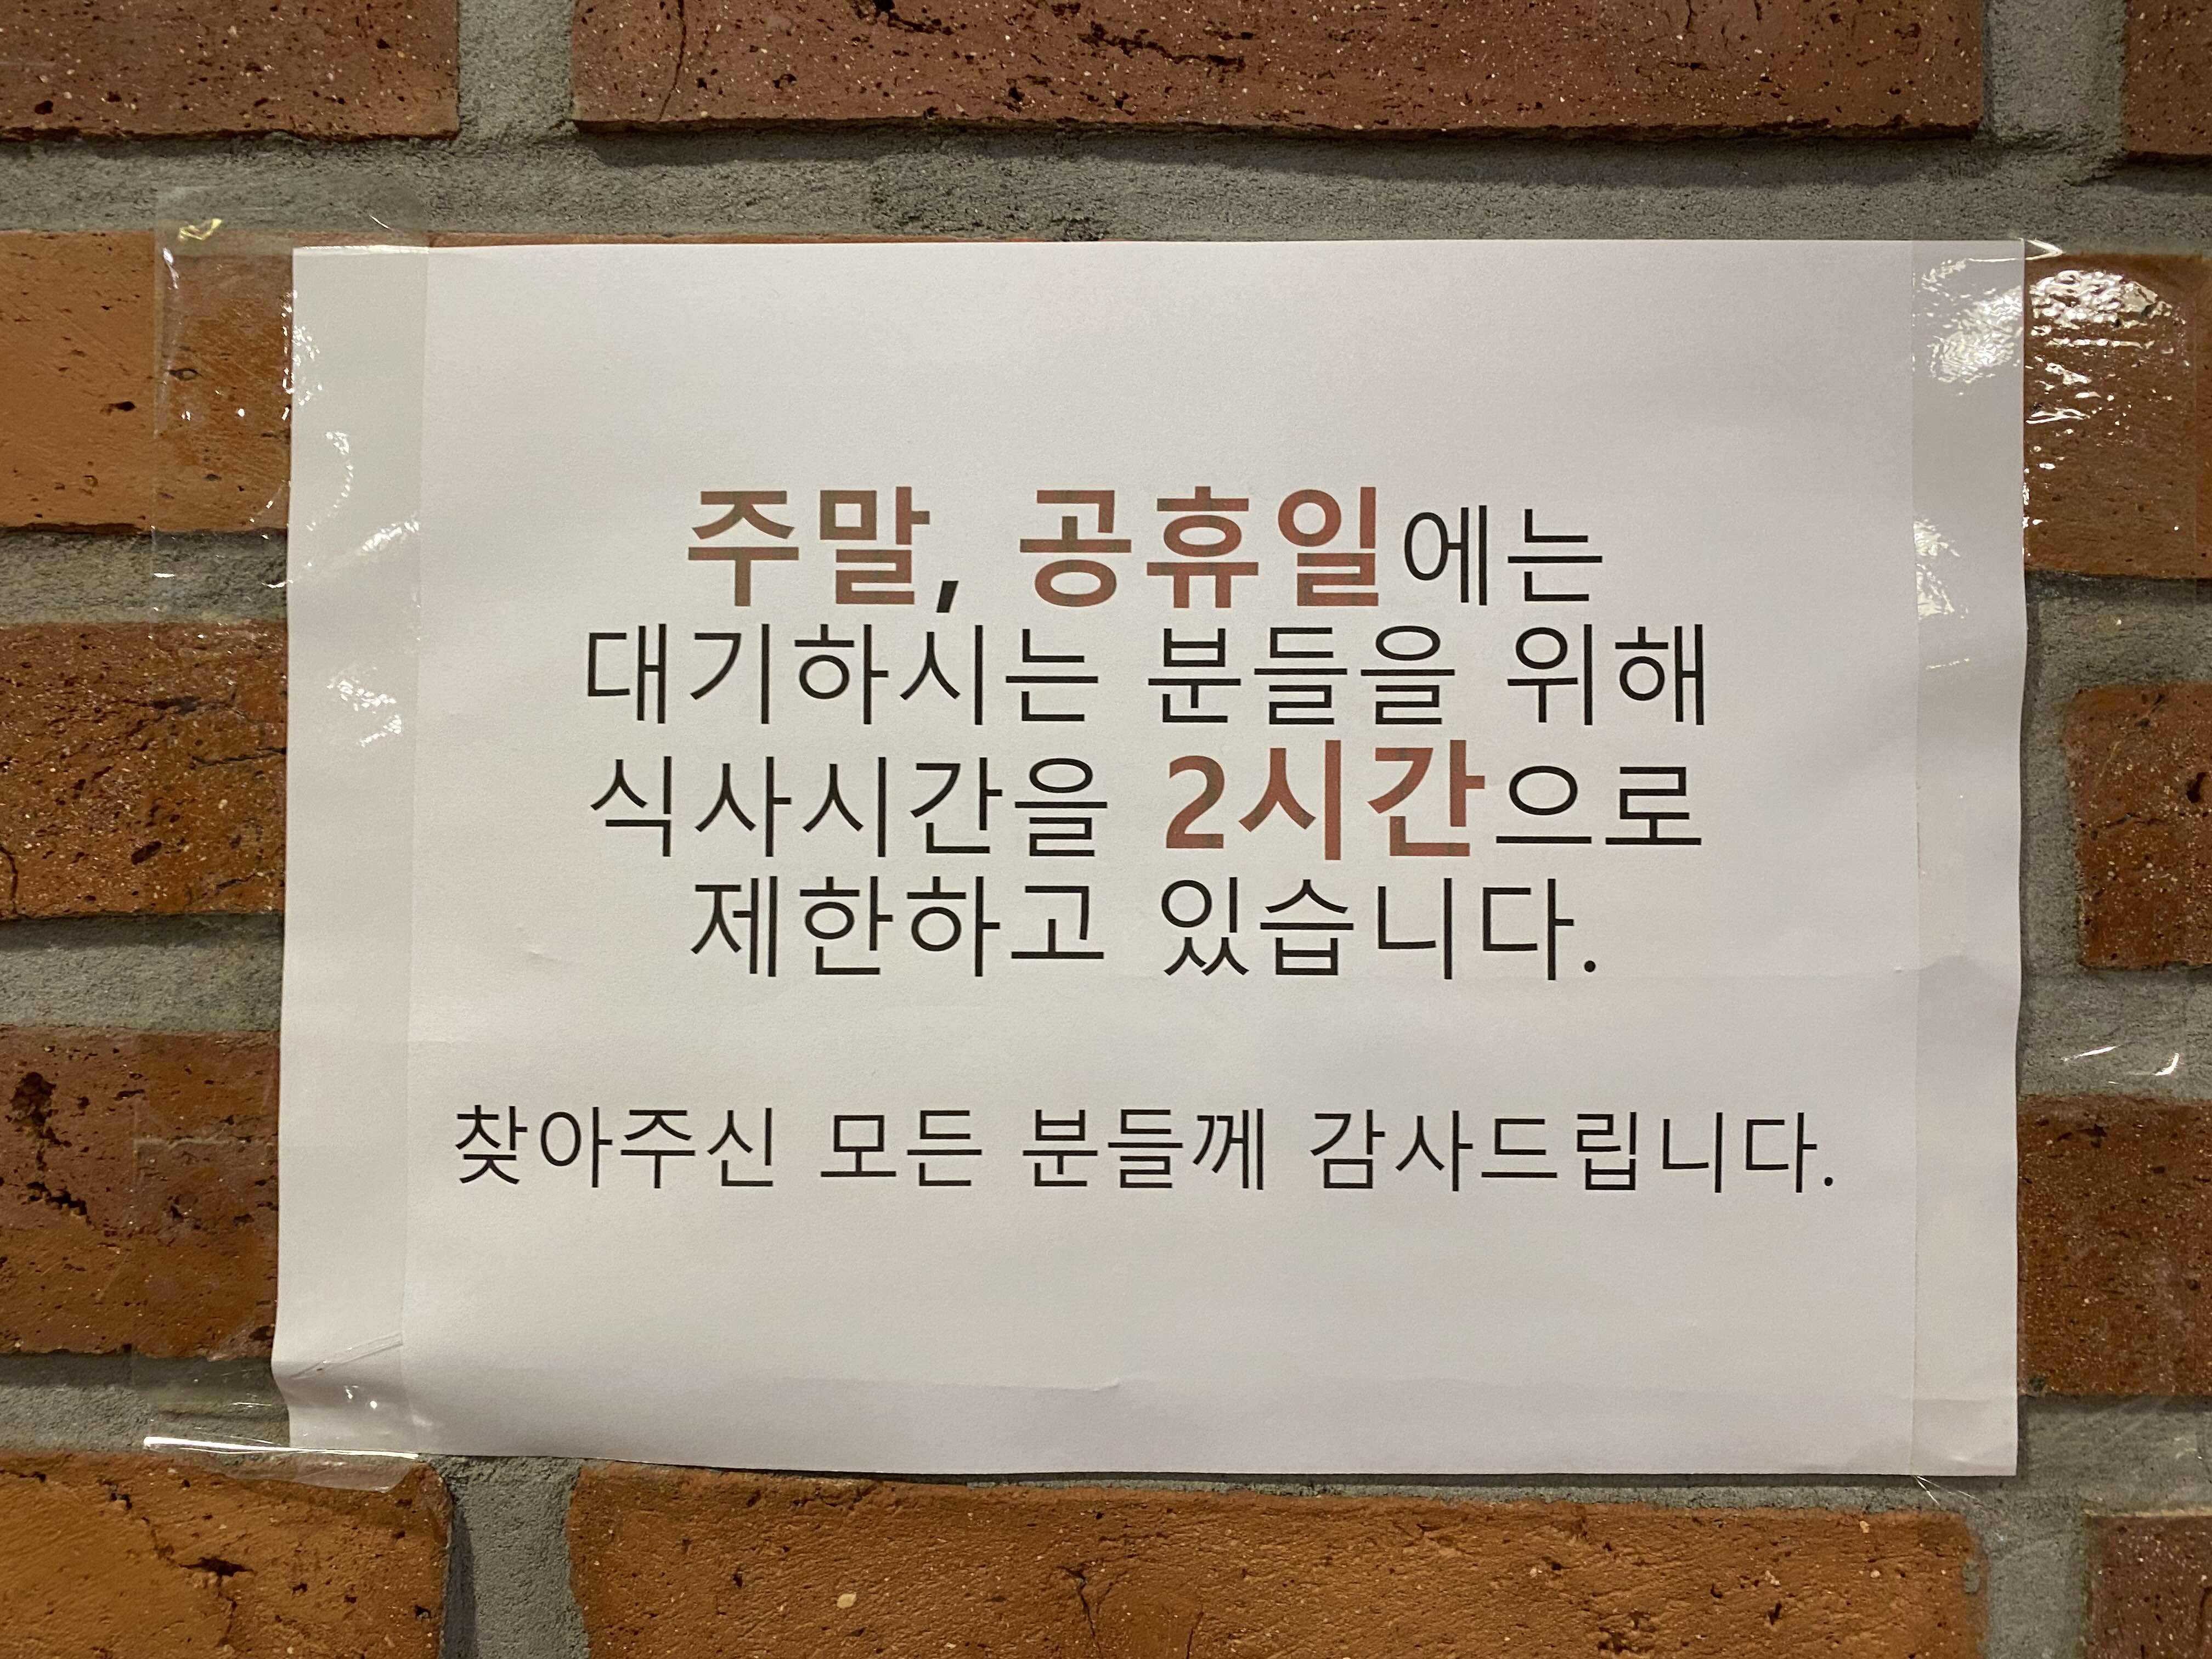 주말, 공휴일에는
대기하시는 분들을 위해
식사시간을 2시간으로
제한하고 있습니다.
찾아주신 모든 분들께 감사드립니다.